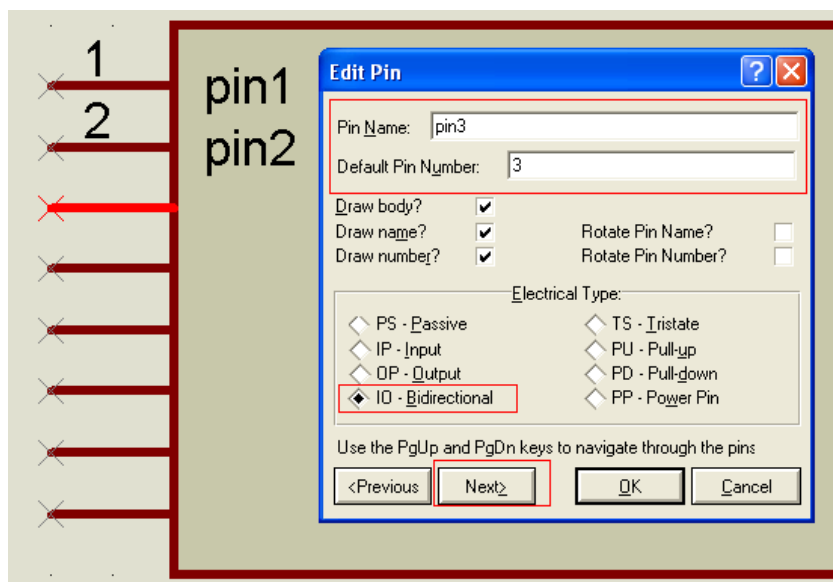 1
pin1
2
pin2
Edit Pin
Pin Name: pin3
Default Pin Number: 3
Draw body?
Draw name? Rotate Pin Name?
Draw number? Rotate Pin Number?
Electrical Type:
PS - Passive TS - Tristate
IP - Input PU - Pull-up
OP - Output PD - Pull-down
IO - Bidirectional PP - Power Pin
Use the PgUp and PgDn keys to navigate through the pins
<Previous Next> OK Cancel